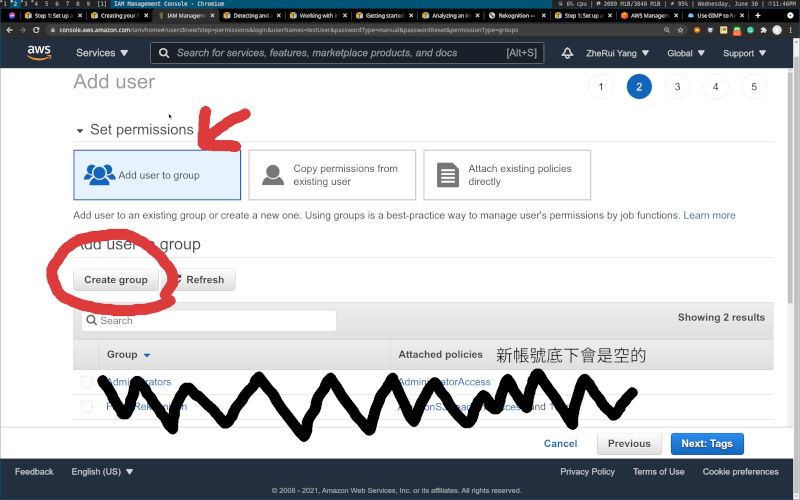 1 2 3 4 5 6 7 8 9 [1] IAM Management Console - Chromium 6% cpu 2089 MiB/3840 MiB 95% Wednesday, June 30 11:46PM
Step 1: Set up a Creating your IAM Managem Detecting and Working with i Getting started Analyzing an i Rekognition — Step 1: Set up a AWS Managem Use GIMP to R
console.aws.amazon.com/iam/home#/users$new?step=permissions&login&userNames=testUser&passwordType=manual&passwordReset&permissionType=groups
aws Services Search for services, features, marketplace products, and docs [Alt+S] ZheRui Yang Global Support
Add user
1 2 3 4 5
Set permissions
Add user to group
Copy permissions from existing user
Attach existing policies directly
Add user to an existing group or create a new one. Using groups is a best-practice way to manage user's permissions by job functions. Learn more
Add user to group
Create group Refresh
Search Showing 2 results
Group Attached policies 新帳號底下會是空的
Administrators AdministratorAccess
and 1
Cancel Previous Next: Tags
Feedback English (US) Privacy Policy Terms of Use Cookie preferences
© 2008 - 2021, Amazon Web Services, Inc. or its affiliates. All rights reserved.